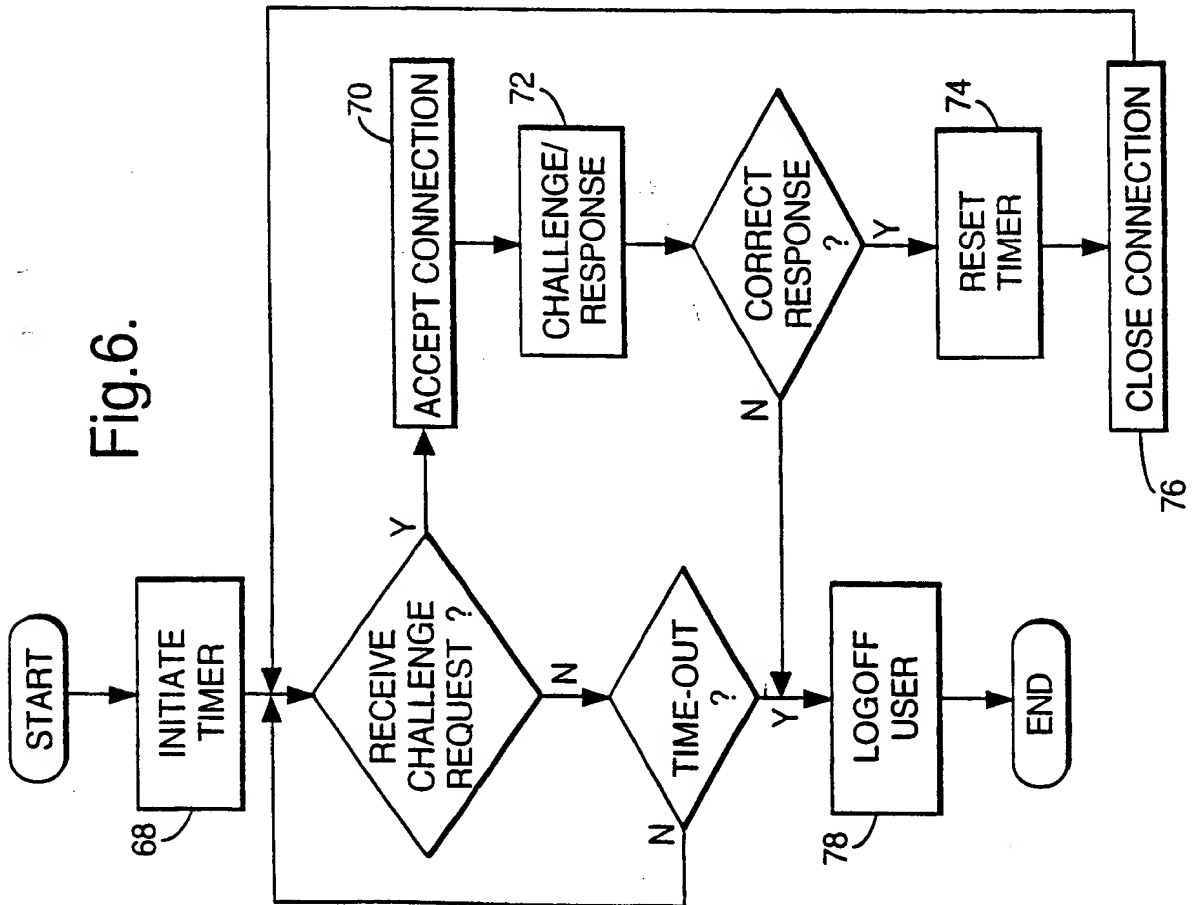 Fig.6.
START
INITIATE
TIMER
68
RECEIVE
CHALLENGE
REQUEST ?
Y
N
TIME-OUT
?
N
Y
LOGOFF
USER
78
END
70
ACCEPT CONNECTION
72
CHALLENGE/
RESPONSE
CORRECT
RESPONSE
?
N
Y
74
RESET
TIMER
CLOSE CONNECTION
76